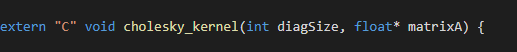 extern "C" void cholesky_kernel(int diagSize, float* matrixA) {